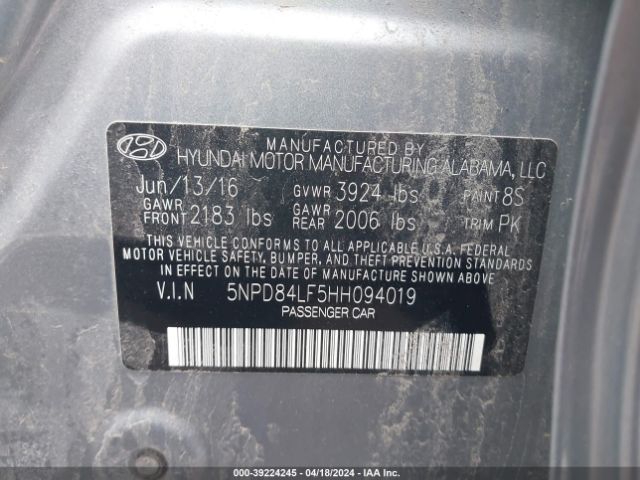 MANUFACTURED BY
HYUNDAI MOTOR MANUFACTURING ALABAMA, LLC
Jun/13/16 GVWR 3924 lbs PAINT 8S
GAWR FRONT 2183 lbs GAWR REAR 2006 lbs TRIM PK
THIS VEHICLE CONFORMS TO ALL APPLICABLE U.S.A. FEDERAL
MOTOR VEHICLE SAFETY, BUMPER, AND THEFT PREVENTION
STANDARDS IN EFFECT ON THE DATE OF MANUFACTURE SHOWN ABOVE
V.I.N 5NPD84LF5HH094019
PASSENGER CAR
000-39224245 - 04/18/2024 - IAA Inc.